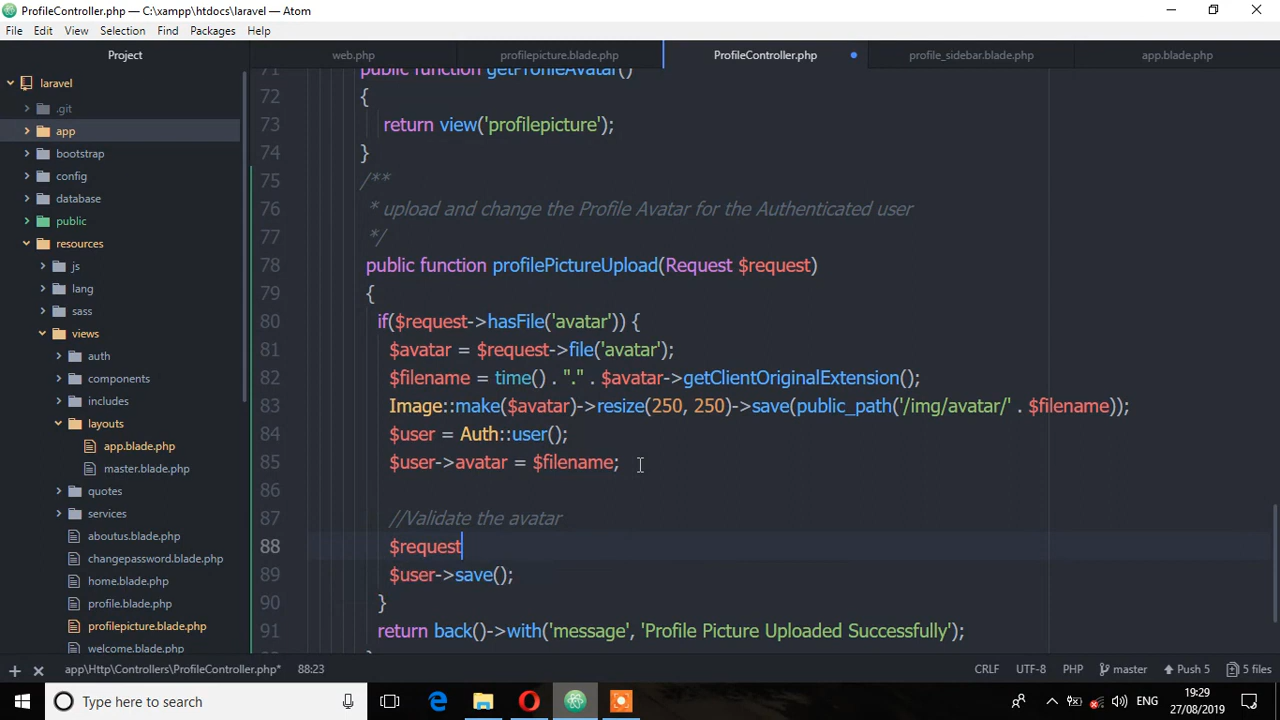 ProfileController.php — C:\xampp\htdocs\laravel — Atom
File Edit View Selection Find Packages Help
Project
web.php profilepicture.blade.php ProfileController.php profile_sidebar.blade.php app.blade.php
laravel
.git
app
bootstrap
config
database
public
resources
js
lang
sass
views
auth
components
includes
layouts
app.blade.php
master.blade.php
quotes
services
aboutus.blade.php
changepassword.blade.php
home.blade.php
profile.blade.php
profilepicture.blade.php
welcome.blade.php
71 public function getProfileAvatar()
72 {
73 return view('profilepicture');
74 }
75 /**
76 * upload and change the Profile Avatar for the Authenticated user
77 */
78 public function profilePictureUpload(Request $request)
79 {
80 if($request->hasFile('avatar')) {
81 $avatar = $request->file('avatar');
82 $filename = time() . "." . $avatar->getClientOriginalExtension();
83 Image::make($avatar)->resize(250, 250)->save(public_path('/img/avatar/' . $filename));
84 $user = Auth::user();
85 $user->avatar = $filename;
86
87 //Validate the avatar
88 $request
89 $user->save();
90 }
91 return back()->with('message', 'Profile Picture Uploaded Successfully');
app\Http\Controllers\ProfileController.php* 88:23 CRLF UTF-8 PHP master Push 5 5 files
Type here to search
ENG
19:29
27/08/2019